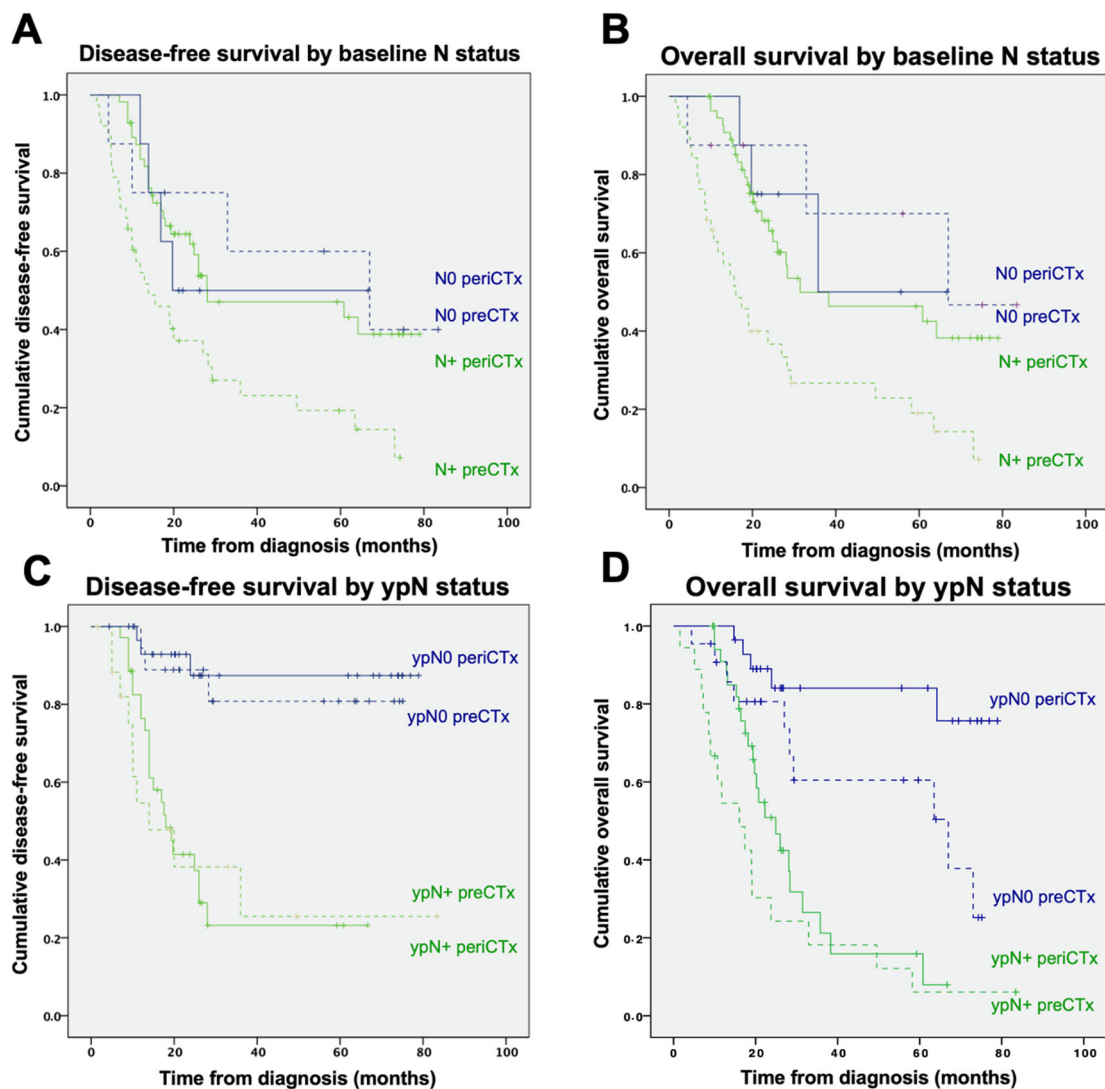 A
Disease-free survival by baseline N status
Cumulative disease-free survival
1.0
0.8
0.6
0.4
0.2
0.0
N0 periCTx
N0 preCTx
N+ periCTx
N+ preCTx
0 20 40 60 80 100
Time from diagnosis (months)
B
Overall survival by baseline N status
Cumulative overall survival
1.0
0.8
0.6
0.4
0.2
0.0
N0 periCTx
N0 preCTx
N+ periCTx
N+ preCTx
0 20 40 60 80 100
Time from diagnosis (months)
C
Disease-free survival by ypN status
Cumulative disease-free survival
1.0
0.8
0.6
0.4
0.2
0.0
ypN0 periCTx
ypN0 preCTx
ypN+ preCTx
ypN+ periCTx
0 20 40 60 80 100
Time from diagnosis (months)
D
Overall survival by ypN status
Cumulative overall survival
1.0
0.8
0.6
0.4
0.2
0.0
ypN0 periCTx
ypN0 preCTx
ypN+ periCTx
ypN+ preCTx
0 20 40 60 80 100
Time from diagnosis (months)